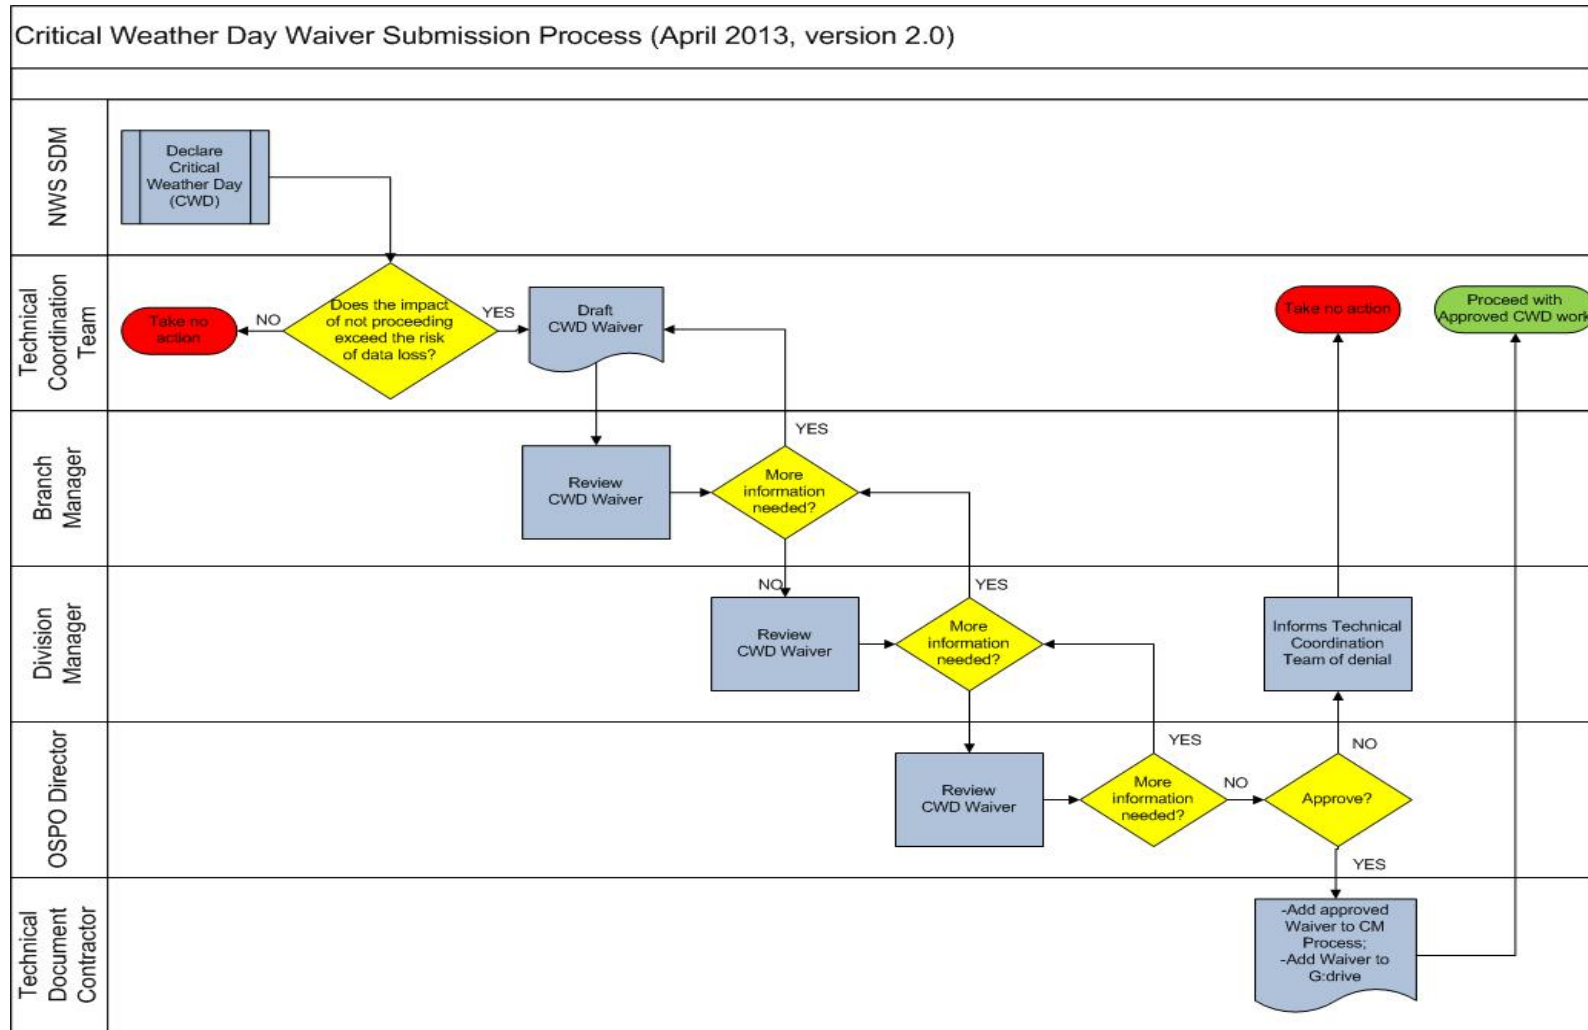 Critical Weather Day Waiver Submission Process (April 2013, version 2.0)
NWS SDM
Declare
Critical
Weather Day
(CWD)
Technical
Coordination
Team
Take no
action
NO
Does the impact
of not proceeding
exceed the risk
of data loss?
YES
Draft
CWD Waiver
Take no action
Proceed with
Approved CWD work
Branch
Manager
Review
CWD Waiver
More
information
needed?
YES
NO
Division
Manager
Review
CWD Waiver
More
information
needed?
YES
Informs Technical
Coordination
Team of denial
OSPO Director
Review
CWD Waiver
More
information
needed?
YES
NO
Approve?
NO
YES
Technical
Document
Contractor
-Add approved
Waiver to CM
Process;
-Add Waiver to
G:drive